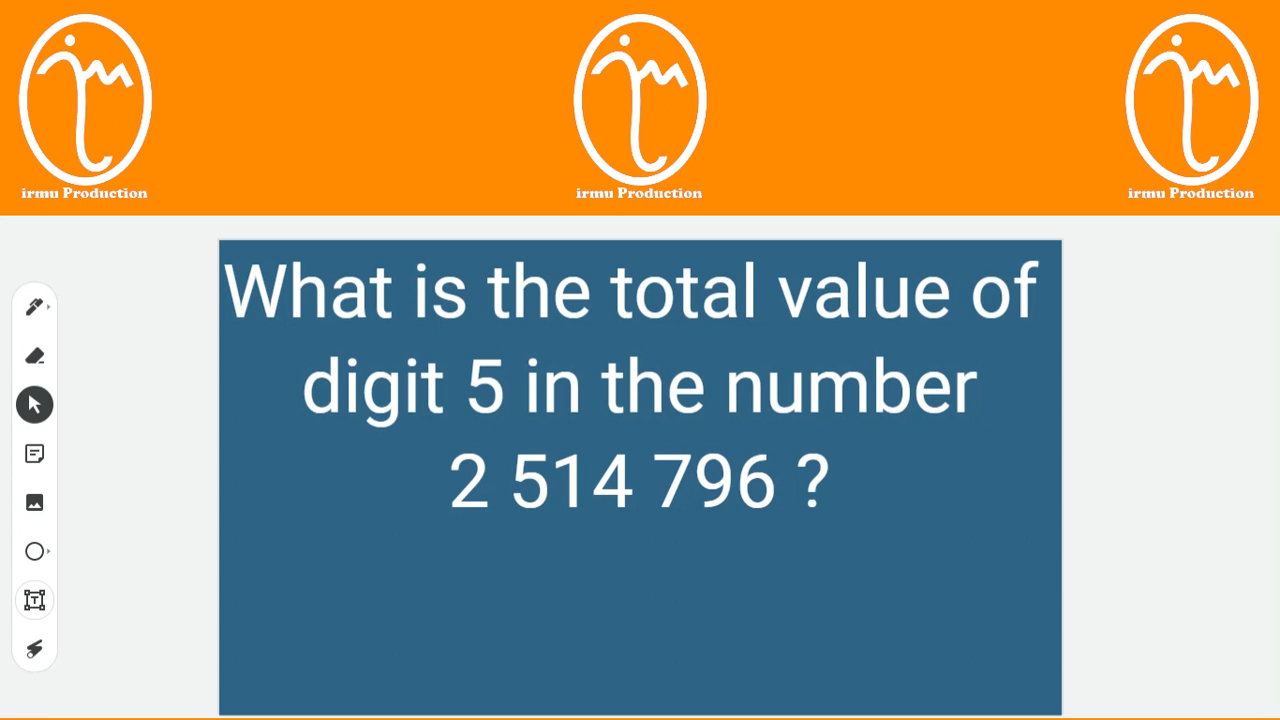 irmu Production
irmu Production
irmu Production
What is the total value of
digit 5 in the number
2 514 796 ?